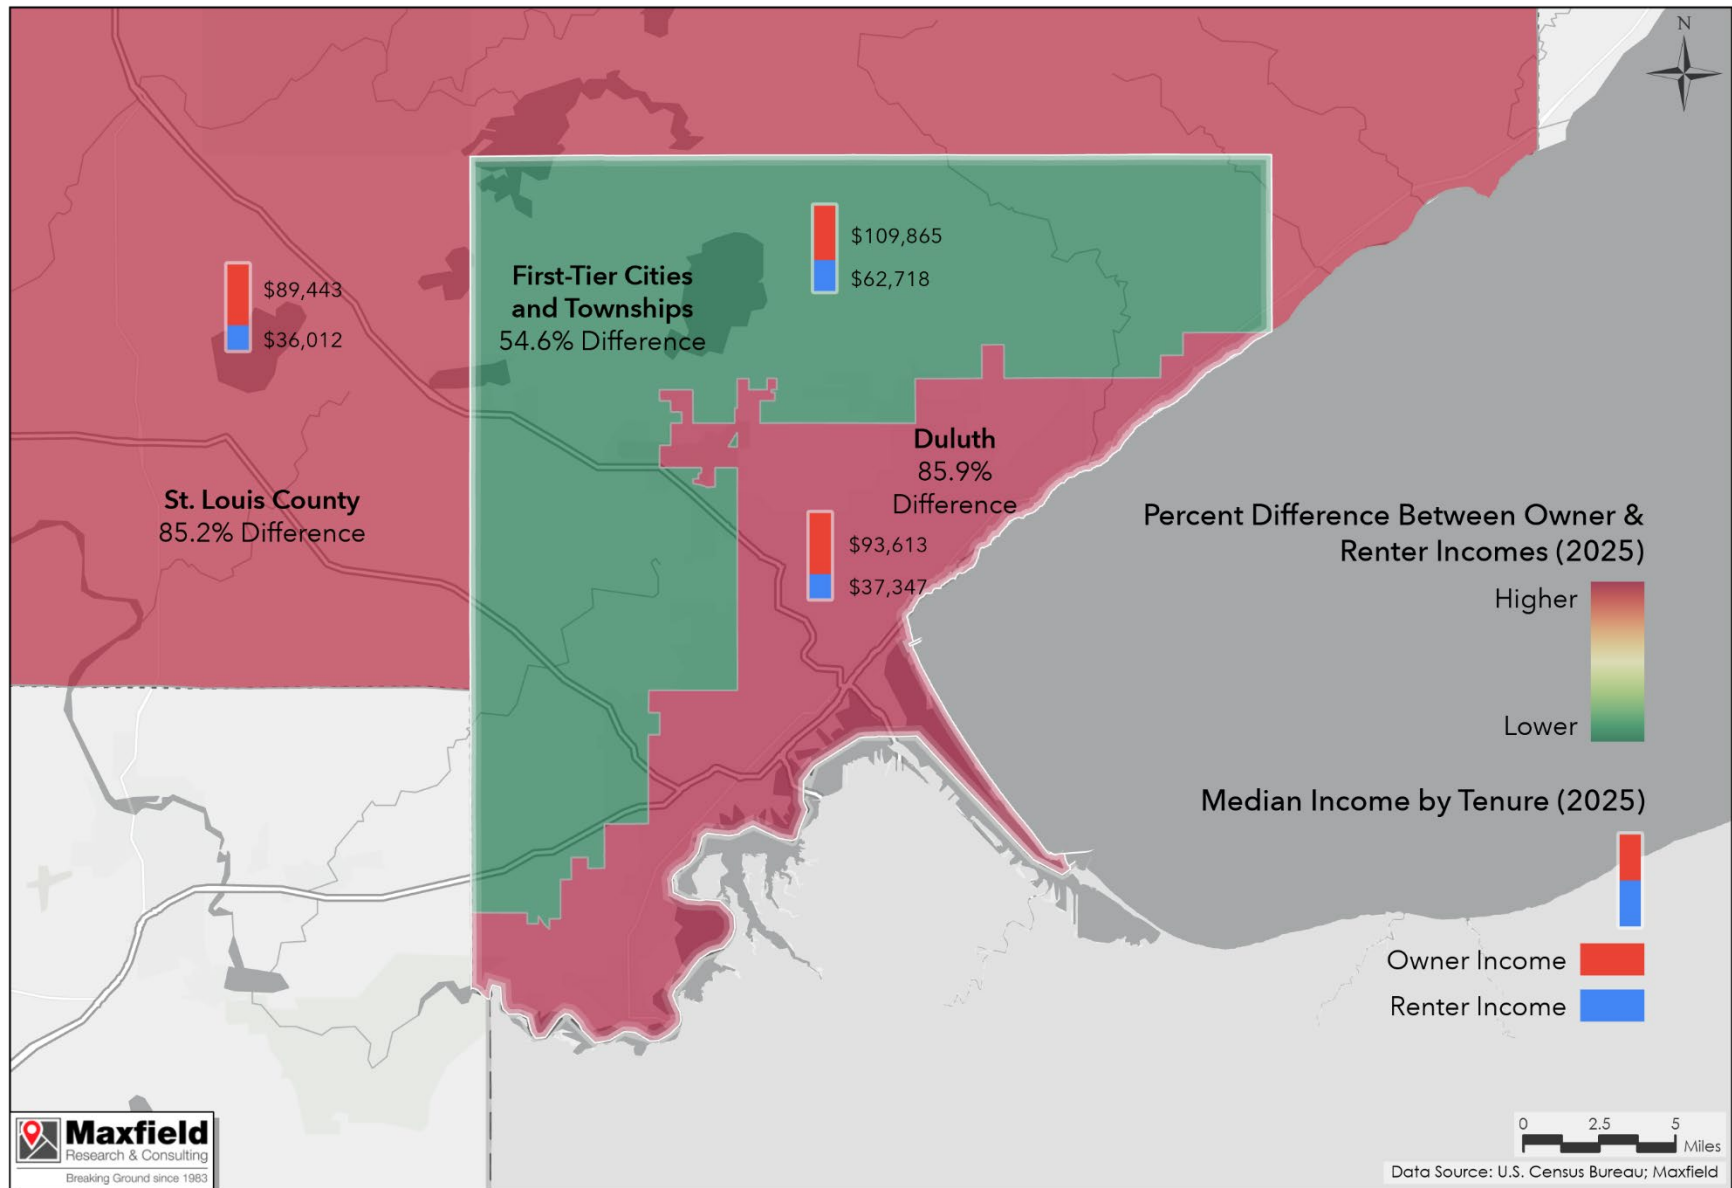 N
$109,865
$62,718
First-Tier Cities
and Townships
54.6% Difference
$89,443
$36,012
Duluth
85.9%
Difference
St. Louis County
85.2% Difference
$93,613
$37,347
Percent Difference Between Owner &
Renter Incomes (2025)
Higher
Lower
Median Income by Tenure (2025)
Owner Income
Renter Income
Maxfield
Research & Consulting
Breaking Ground since 1983
0 2.5 5
Miles
Data Source: U.S. Census Bureau; Maxfield